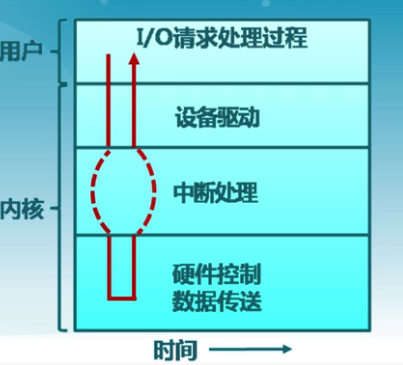 I/O请求处理过程
用户
设备驱动
中断处理
内核
硬件控制
数据传送
时间